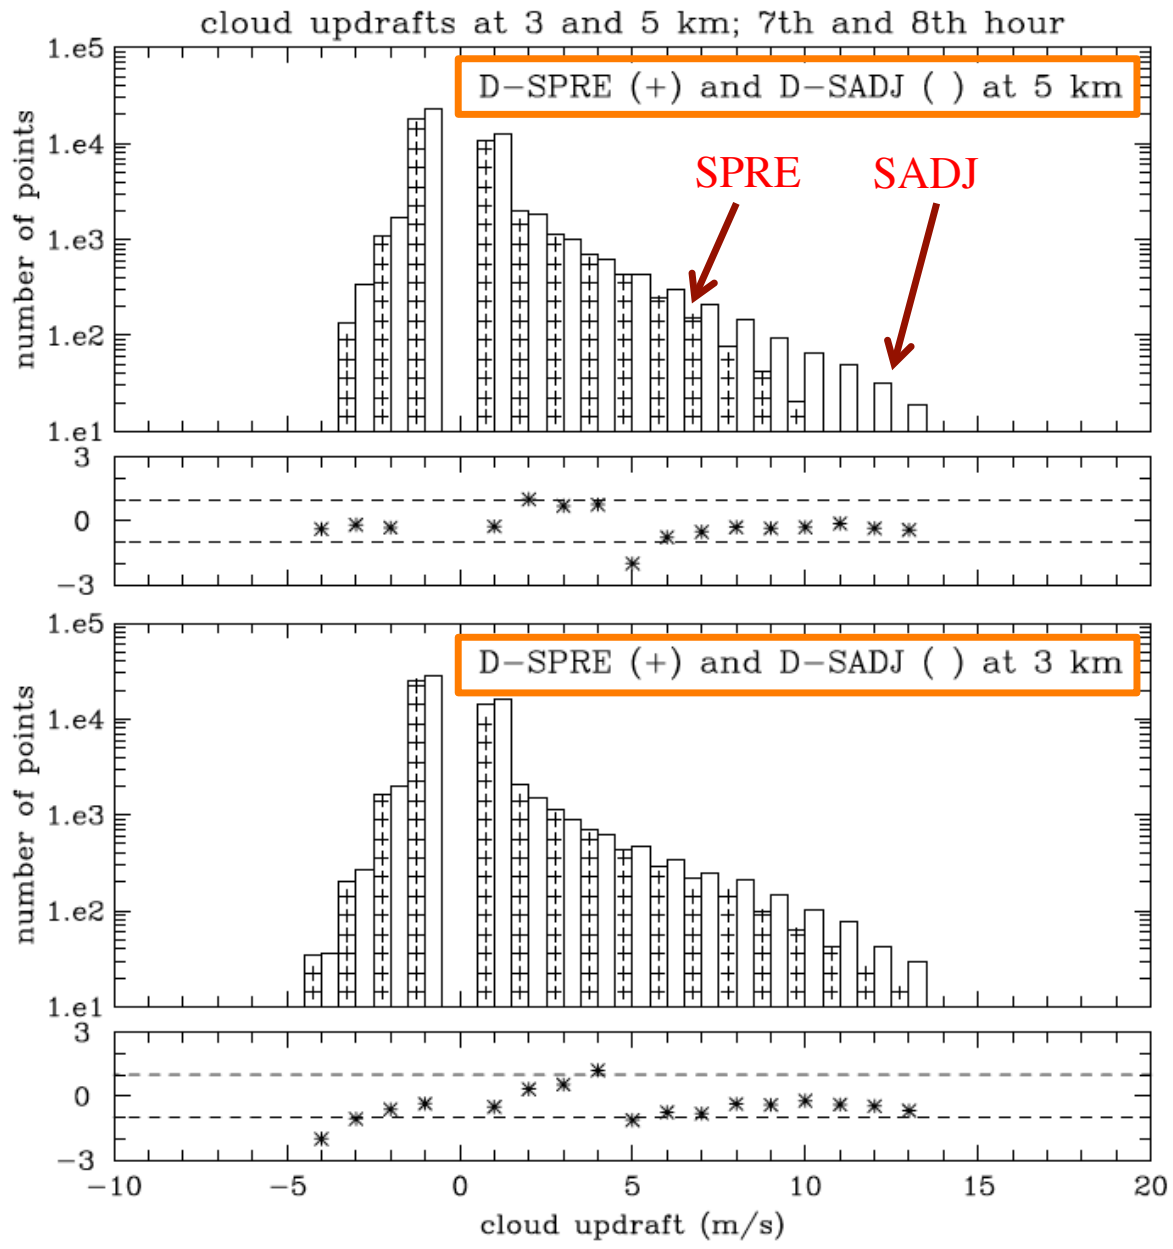 cloud updrafts at 3 and 5 km; 7th and 8th hour
1.e5
D-SPRE (+) and D-SADJ ( ) at 5 km
1.e4
SPRE SADJ
number of points
1.e3
1.e2
1.e1
3
0
-3
1.e5
D-SPRE (+) and D-SADJ ( ) at 3 km
1.e4
number of points
1.e3
1.e2
1.e1
3
0
-3
-10 -5 0 5 10 15 20
cloud updraft (m/s)